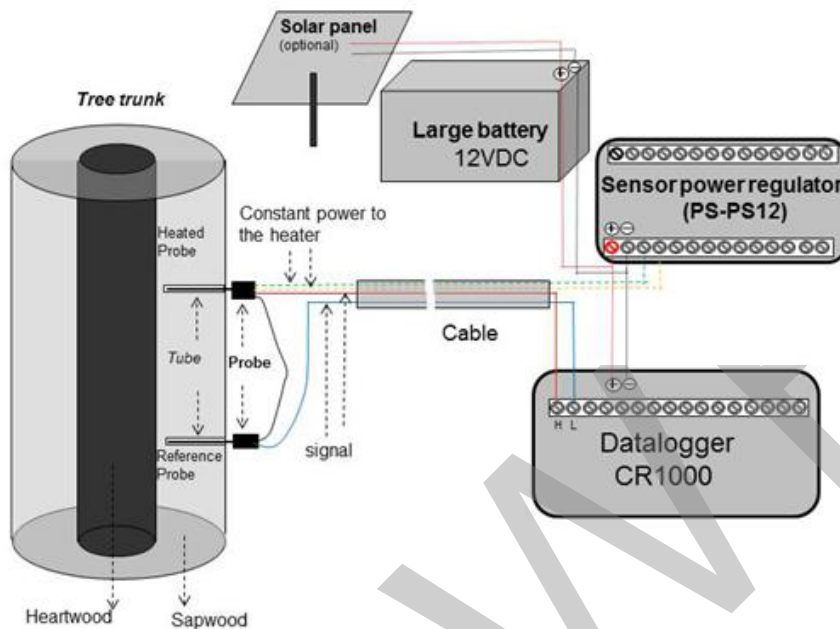 Solar panel
(optional)
Tree trunk
Large battery
12VDC
Sensor power regulator
(PS-PS12)
Constant power to
the heater
Heated
Probe
Tube
Probe
Cable
Reference
Probe
signal
H L
Datalogger
CR1000
Heartwood
Sapwood